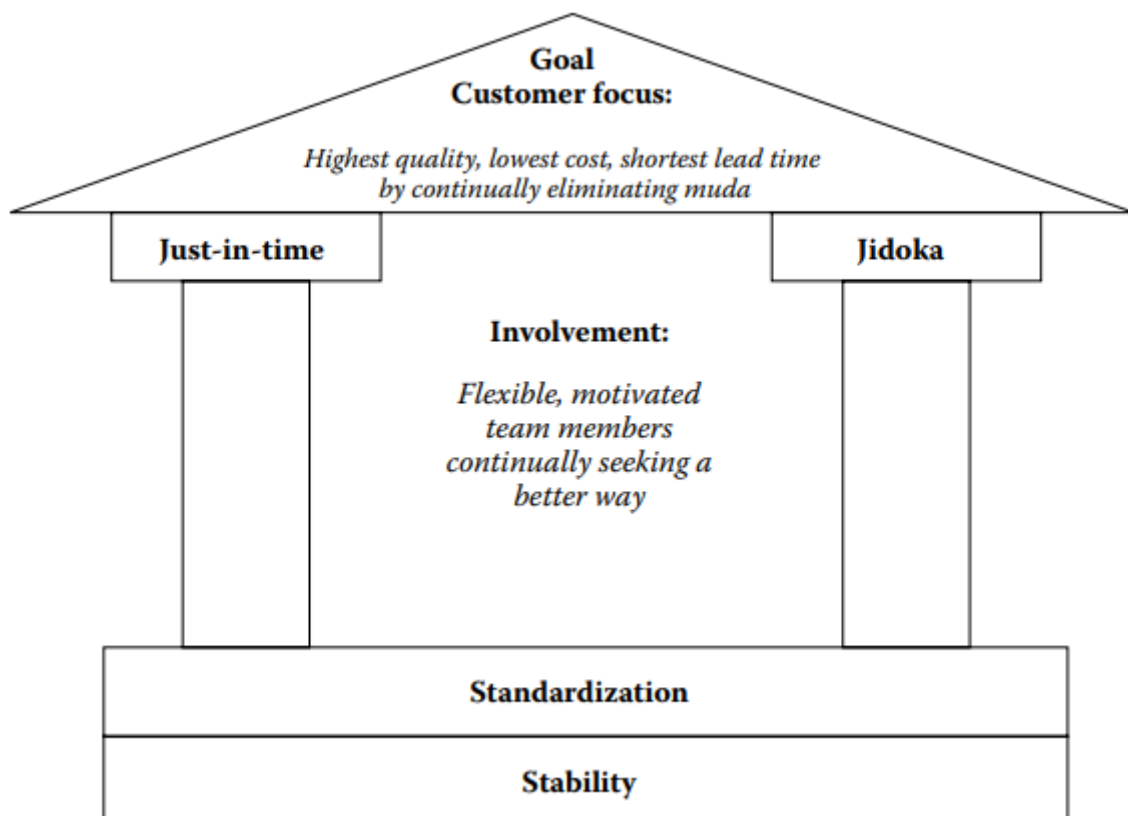 Goal
Customer focus:
Highest quality, lowest cost, shortest lead time
by continually eliminating muda
Just-in-time
Jidoka
Involvement:
Flexible, motivated
team members
continually seeking a
better way
Standardization
Stability